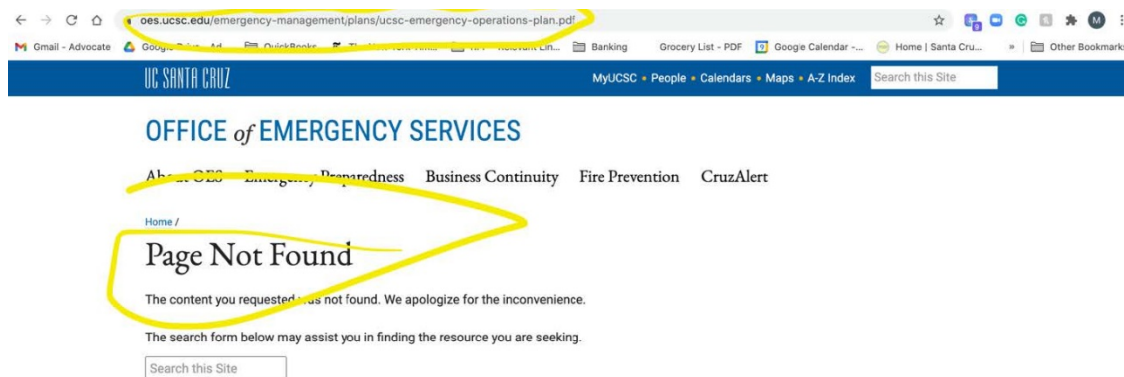 oes.ucsc.edu/emergency-management/plans/ucsc-emergency-operations-plan.pdf
M
Gmail - Advocate
Banking
Grocery List - PDF
Google Calendar -...
Home | Santa Cru...
»
Other Bookmarks
UC SANTA CRUZ
MyUCSC • People • Calendars • Maps • A-Z Index
Search this Site
OFFICE of EMERGENCY SERVICES
About OES Emergency Preparedness Business Continuity Fire Prevention CruzAlert
Home /
Page Not Found
The content you requested was not found. We apologize for the inconvenience.
The search form below may assist you in finding the resource you are seeking.
Search this Site